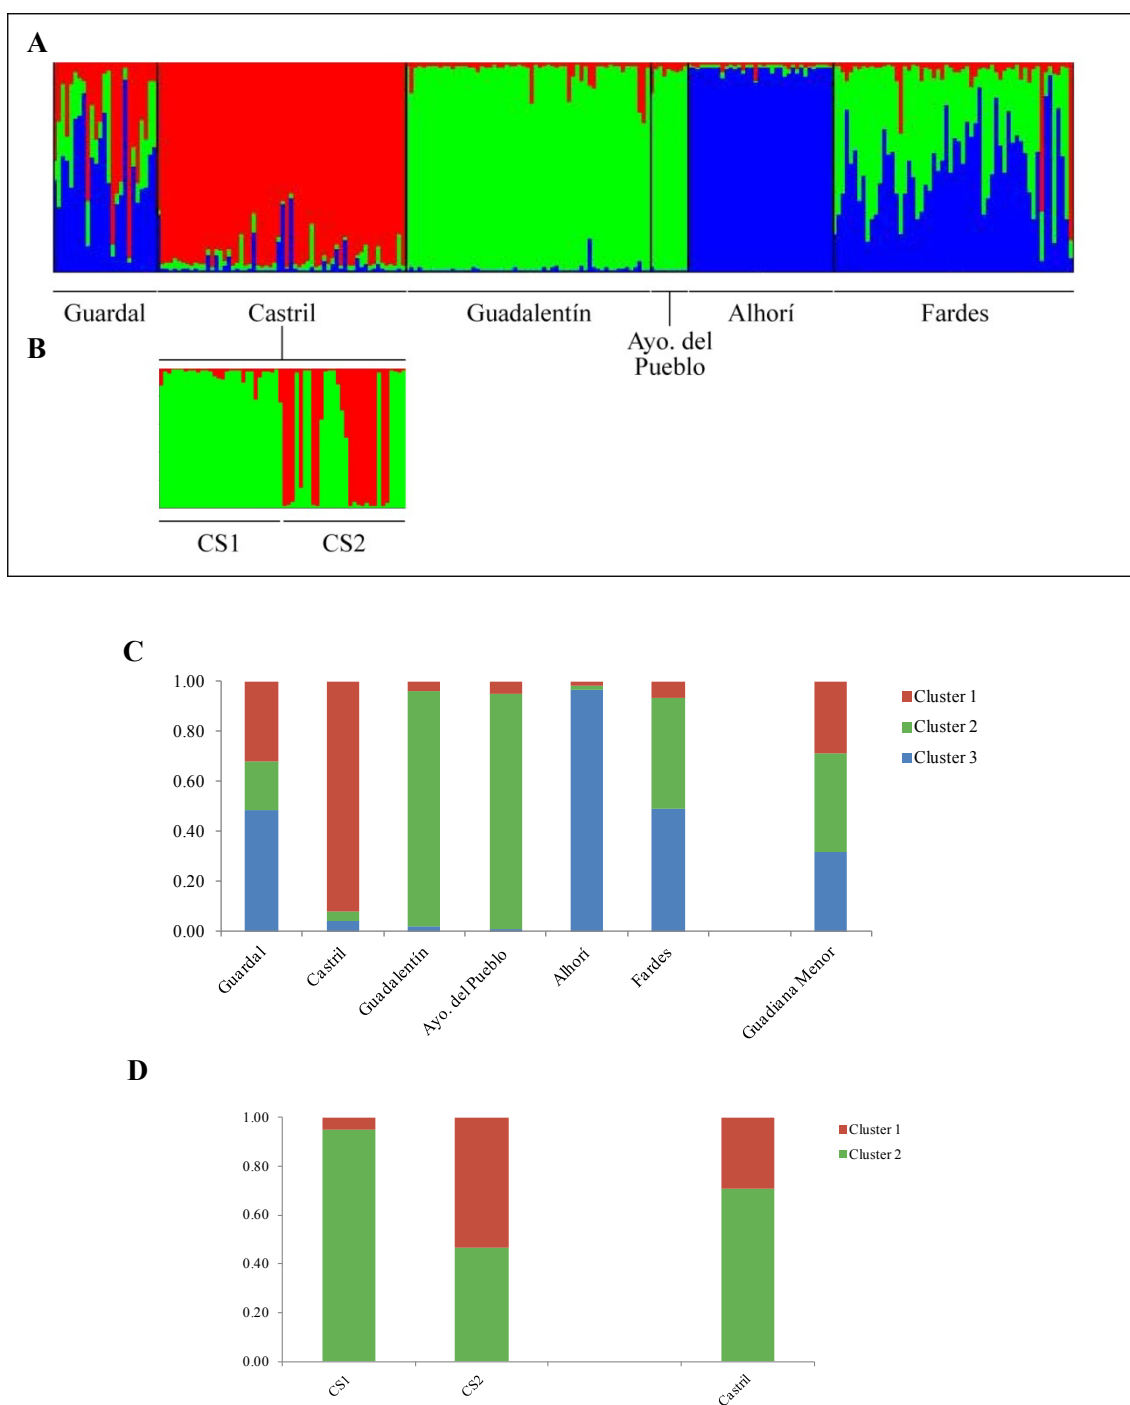 A
Guardal Castril Guadalentín Alhorí Fardes
Ayo. del
Pueblo
B
CS1 CS2
C
1.00
0.80
0.60
0.40
0.20
0.00
Cluster 1
Cluster 2
Cluster 3
Guardal
Castril
Guadalentín
Ayo. del Pueblo
Alhorí
Fardes
Guadiana Menor
D
1.00
0.80
0.60
0.40
0.20
0.00
Cluster 1
Cluster 2
CS1
CS2
Castril